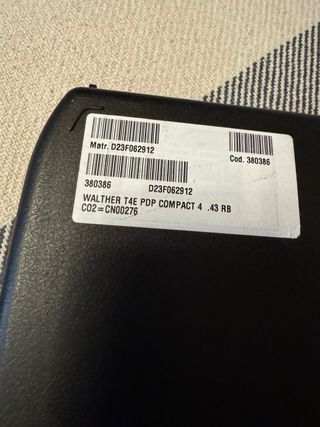 Matr. D23F062912
Cod. 380386
380386 D23F062912
WALTHER T4E PDP COMPACT 4 .43 RB
CO2=CN00276